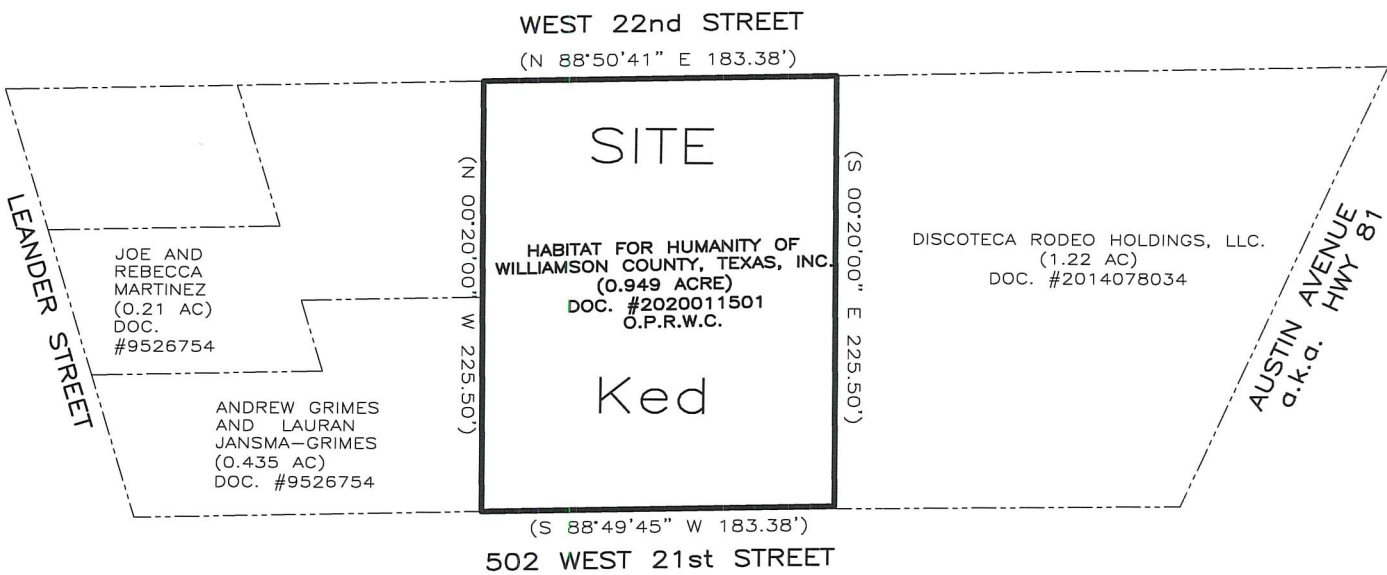 WEST 22nd STREET
(N 88°50'41" E 183.38')
SITE
(N 00°20'00" W 225.50')
(S 00°20'00" E 225.50')
LEANDER STREET
JOE AND
REBECCA
MARTINEZ
(0.21 AC)
DOC.
#9526754
HABITAT FOR HUMANITY OF
WILLIAMSON COUNTY, TEXAS, INC.
(0.949 ACRE)
DOC. #2020011501
O.P.R.W.C.
DISCOTECA RODEO HOLDINGS, LLC.
(1.22 AC)
DOC. #2014078034
AUSTIN AVENUE
a.k.a. HWY 81
Ked
ANDREW GRIMES
AND LAURAN
JANSMA-GRIMES
(0.435 AC)
DOC. #9526754
(S 88°49'45" W 183.38')
502 WEST 21st STREET